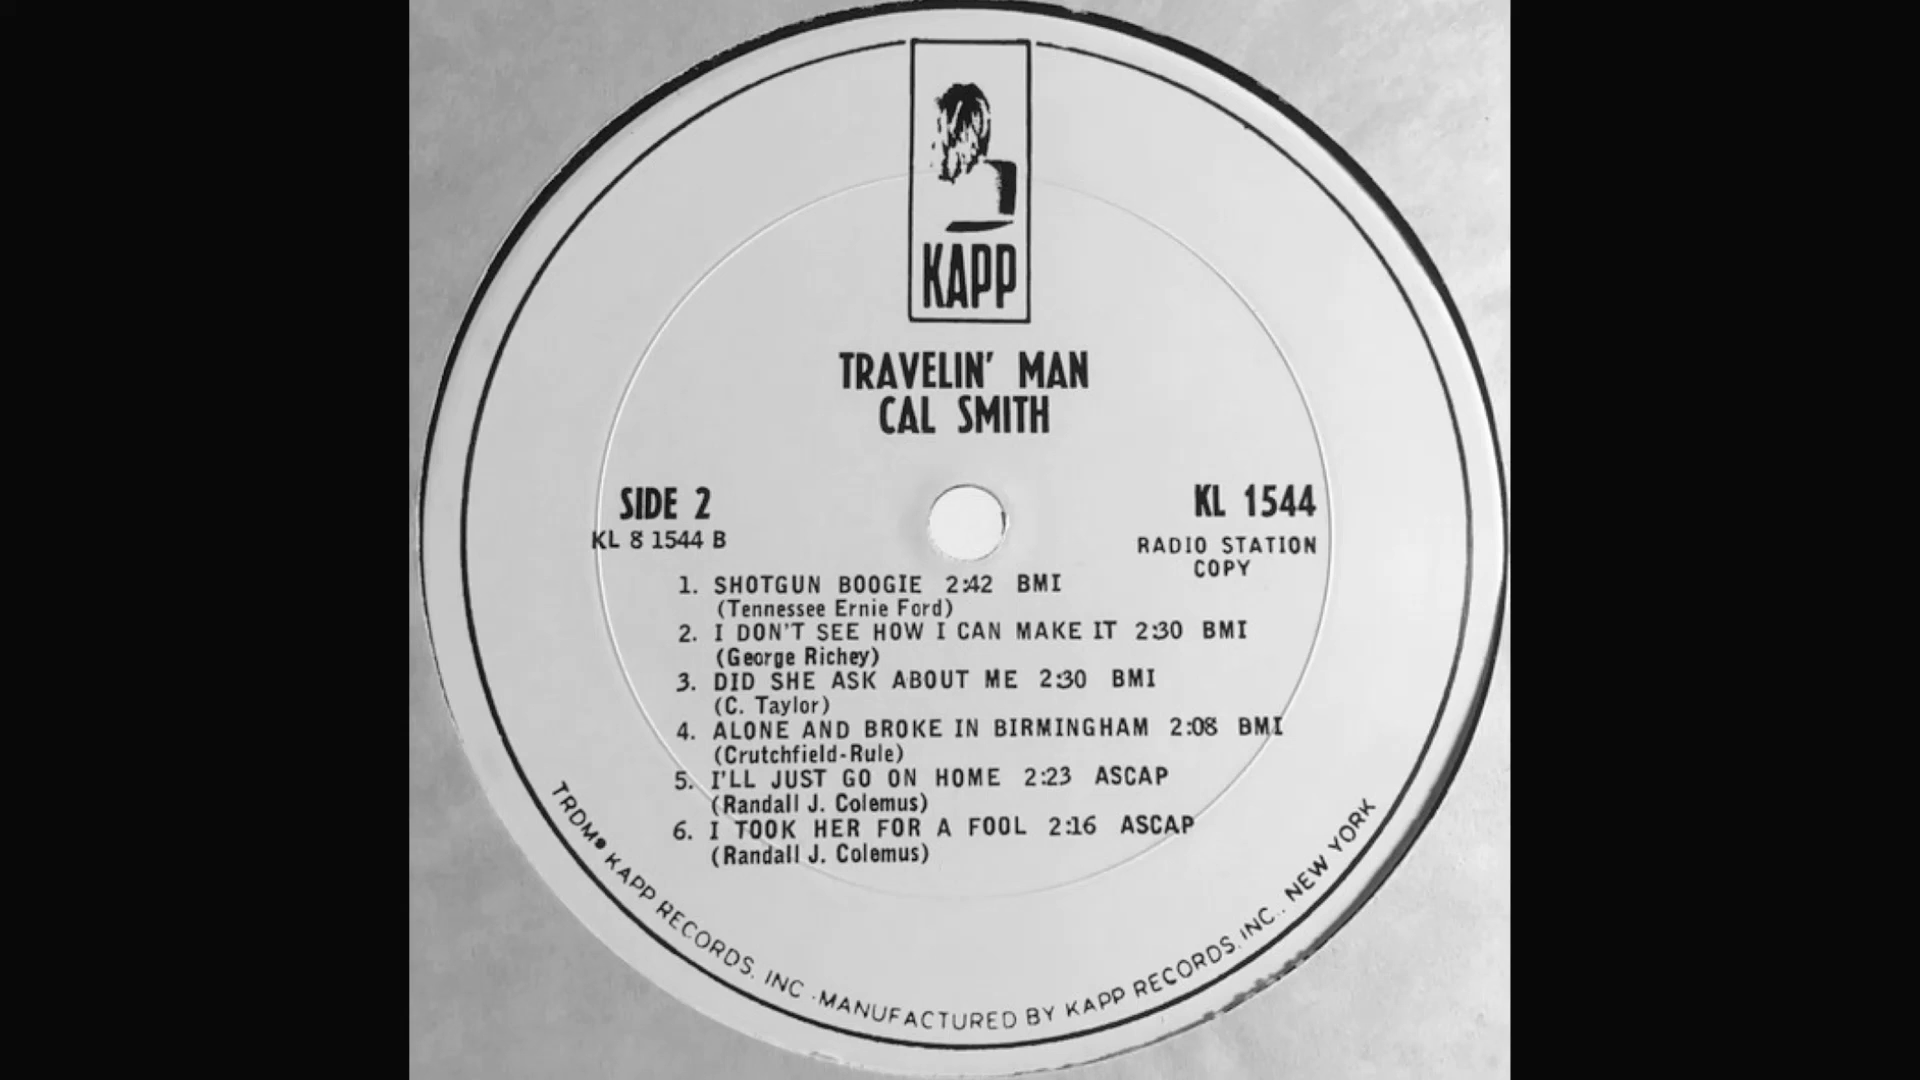 KAPP
TRAVELIN' MAN
CAL SMITH
SIDE 2
KL 8 1544 B
KL 1544
RADIO STATION
COPY
1. SHOTGUN BOOGIE 2:42 BMI
(Tennessee Ernie Ford)
2. I DON'T SEE HOW I CAN MAKE IT 2:30 BMI
(George Richey)
3. DID SHE ASK ABOUT ME 2:30 BMI
(C. Taylor)
4. ALONE AND BROKE IN BIRMINGHAM 2:08 BMI
(Crutchfield-Rule)
5. I'LL JUST GO ON HOME 2:23 ASCAP
(Randall J. Colemus)
6. I TOOK HER FOR A FOOL 2:16 ASCAP
(Randall J. Colemus)
TRDM® KAPP RECORDS, INC · MANUFACTURED BY KAPP RECORDS, INC., NEW YORK